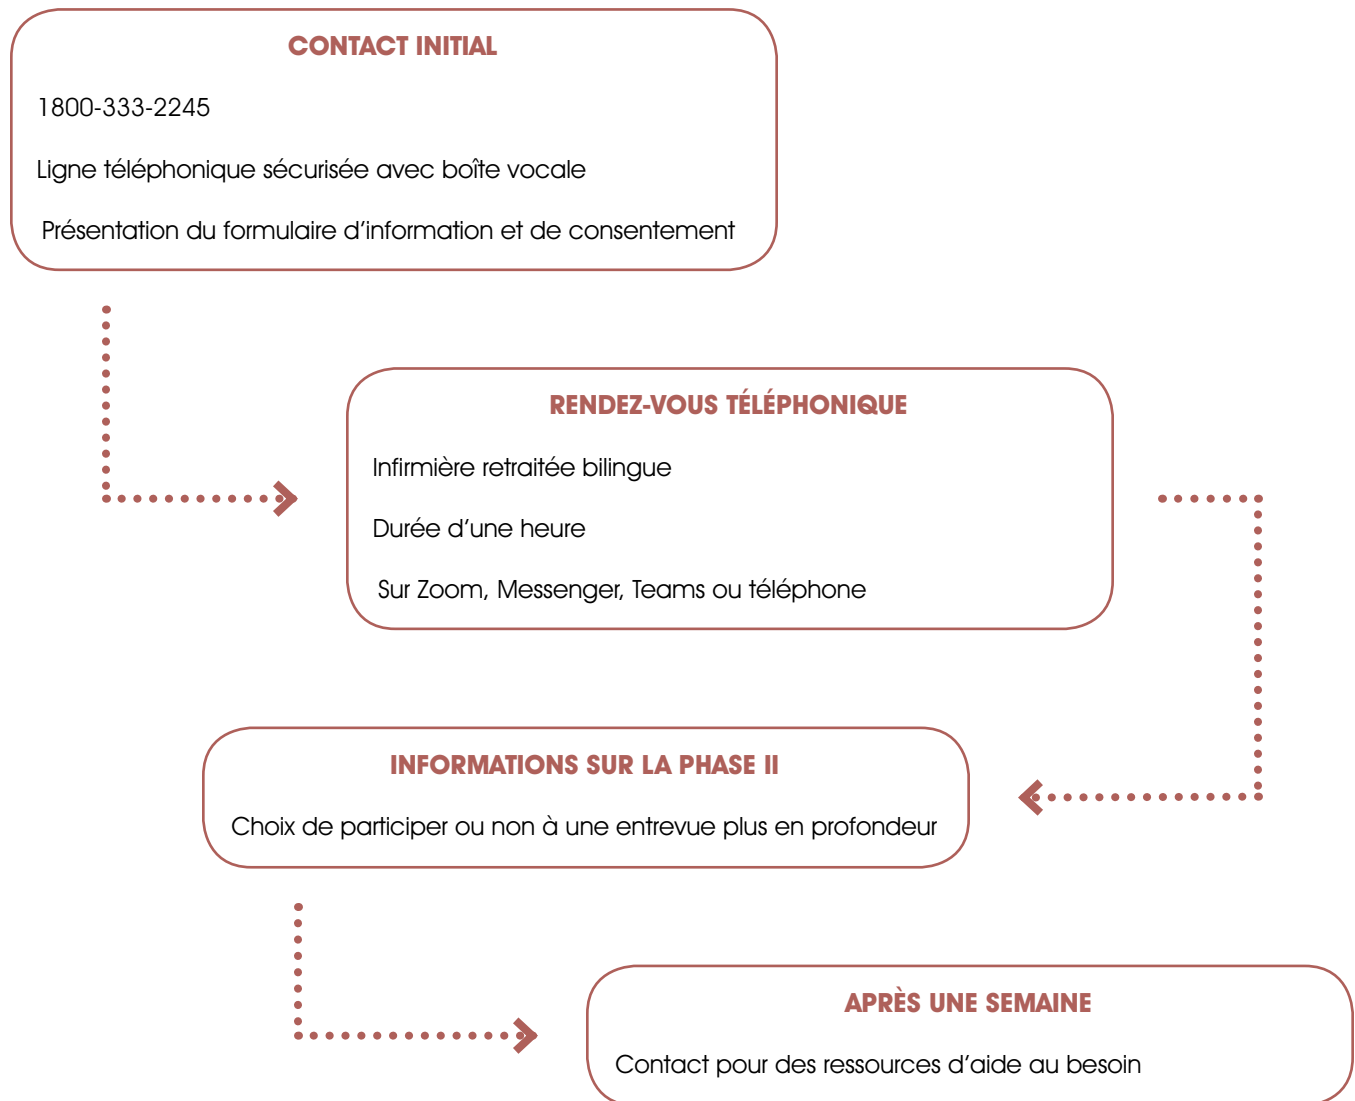 CONTACT INITIAL
1800-333-2245
Ligne téléphonique sécurisée avec boîte vocale
Présentation du formulaire d’information et de consentement
RENDEZ-VOUS TÉLÉPHONIQUE
Infirmière retraitée bilingue
Durée d’une heure
Sur Zoom, Messenger, Teams ou téléphone
INFORMATIONS SUR LA PHASE II
Choix de participer ou non à une entrevue plus en profondeur
APRÈS UNE SEMAINE
Contact pour des ressources d’aide au besoin